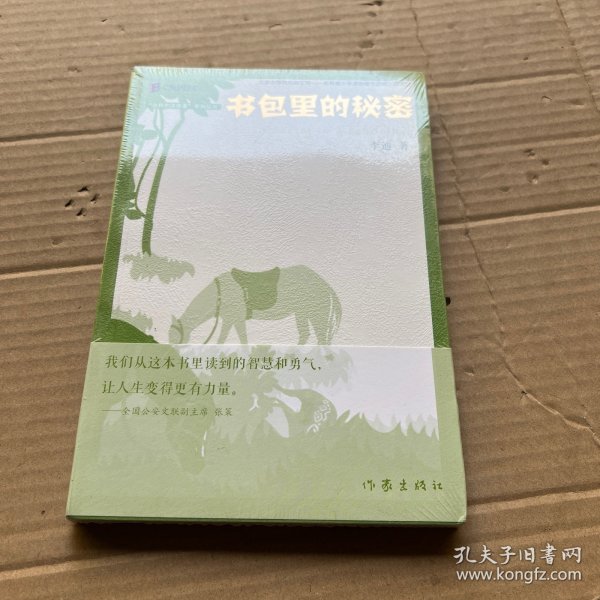 书包里的秘密
李迪 著
我们从这本书里读到的智慧和勇气,
让人生变得更有力量。
——全国公安文联副主席 张策
作家出版社
孔夫子旧书网
www.kongfz.com